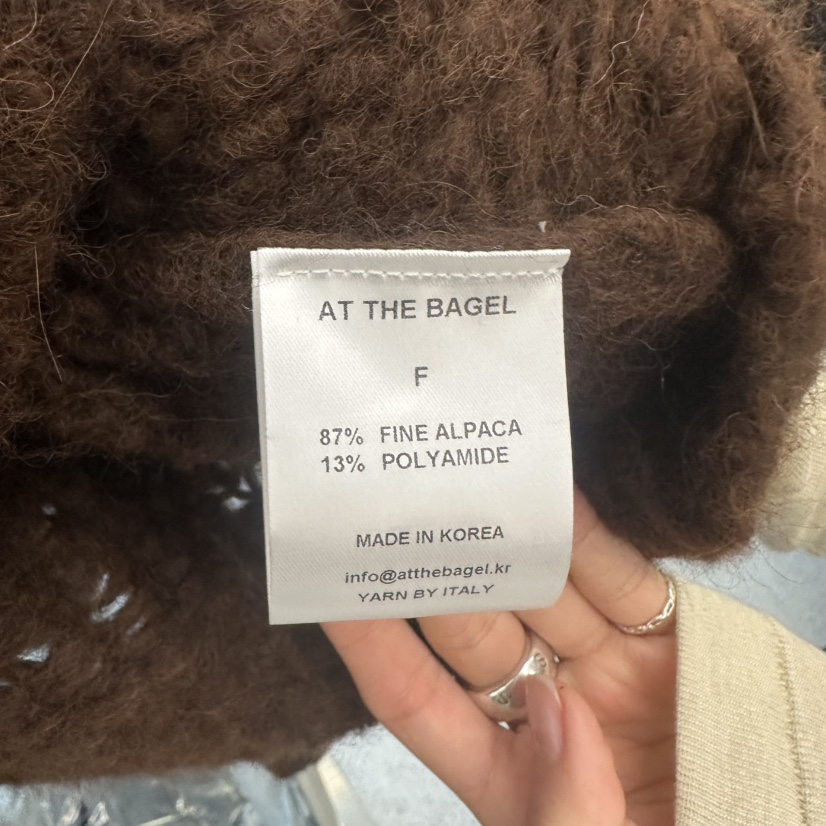 AT THE BAGEL
F
87% FINE ALPACA
13% POLYAMIDE
MADE IN KOREA
info@atthebagel.kr
YARN BY ITALY